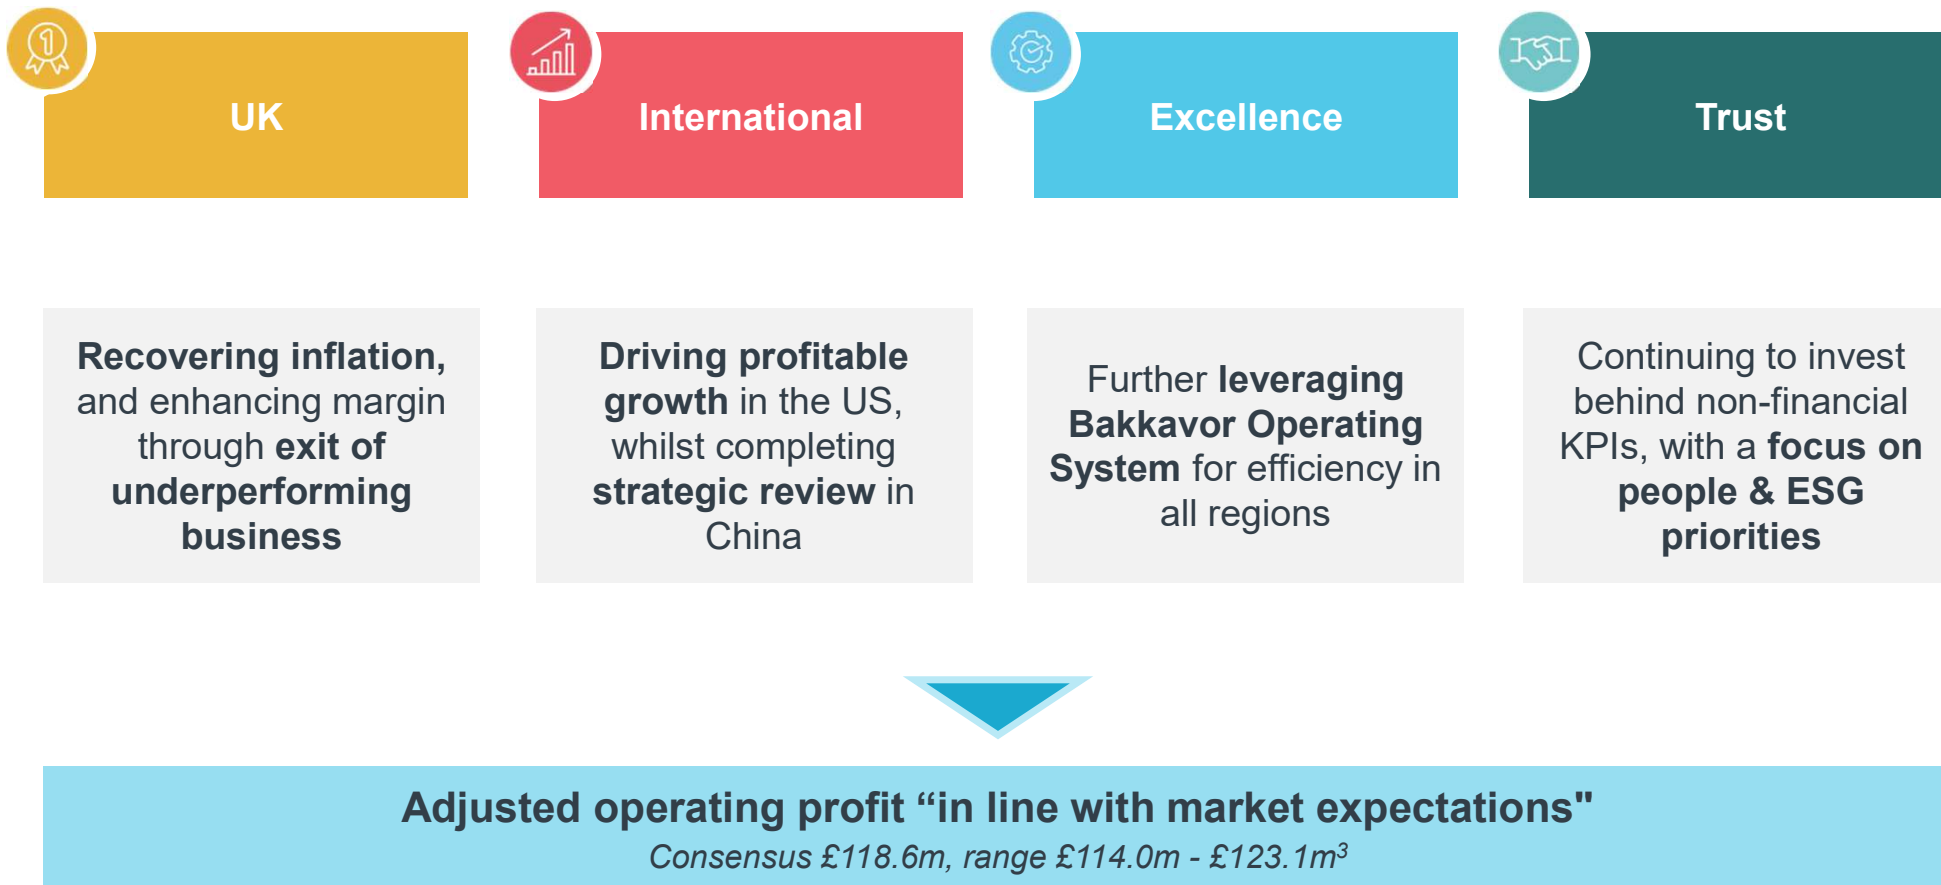 1
UK
International
Excellence
Trust
Recovering inflation,
and enhancing margin
through exit of
underperforming
business
Driving profitable
growth in the US,
whilst completing
strategic review in
China
Further leveraging
Bakkavor Operating
System for efficiency in
all regions
Continuing to invest
behind non-financial
KPIs, with a focus on
people & ESG
priorities
Adjusted operating profit “in line with market expectations"
Consensus £118.6m, range £114.0m - £123.1m³